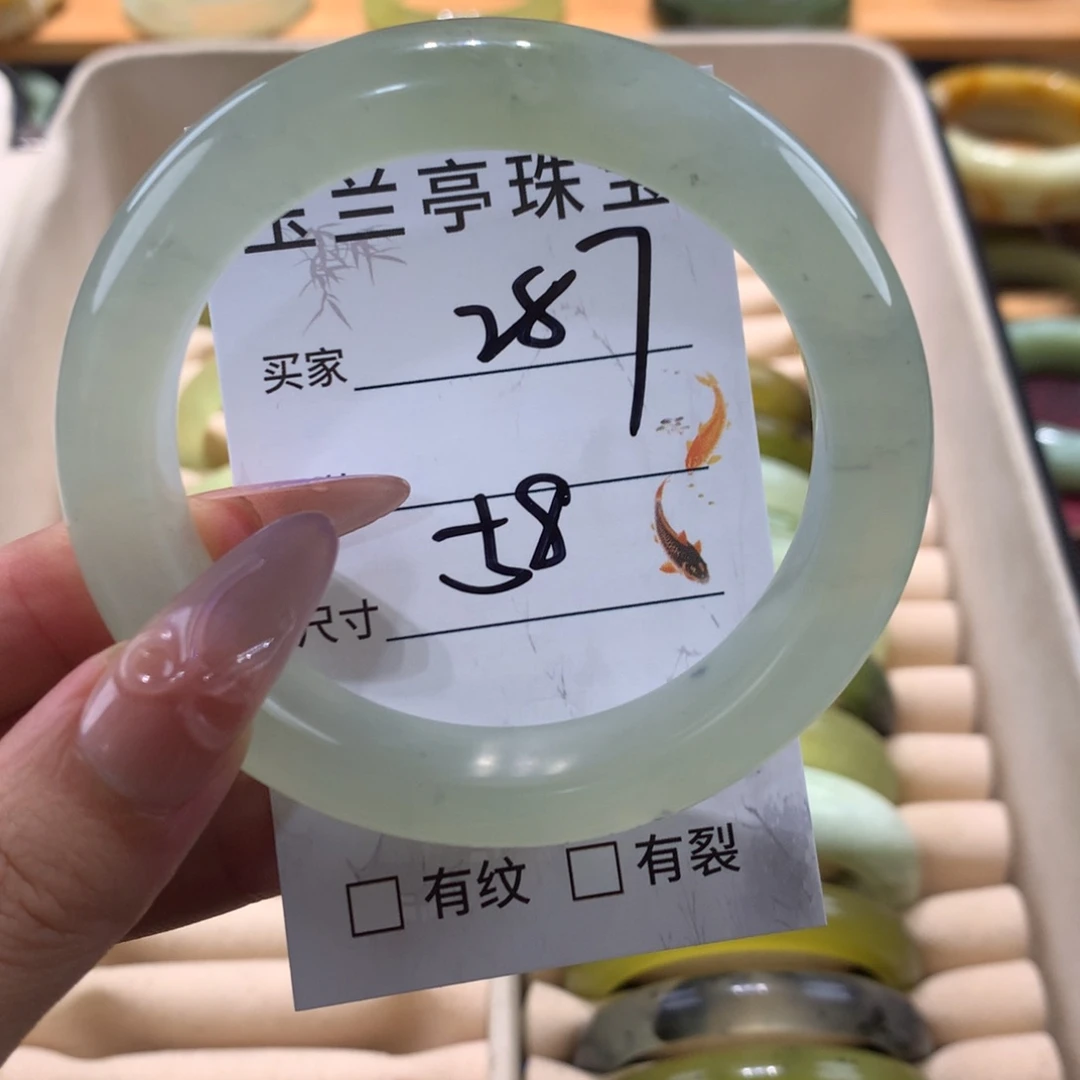 玉兰亭珠宝
买家 287
58
尺寸
有纹 有裂